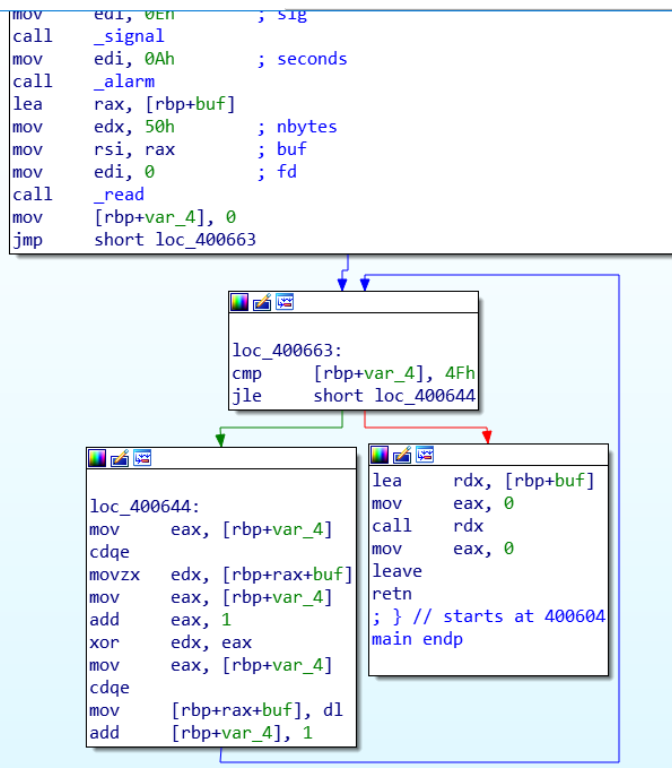 mov     edi, 0Eh        ; sig
call    _signal
mov     edi, 0Ah        ; seconds
call    _alarm
lea     rax, [rbp+buf]
mov     edx, 50h        ; nbytes
mov     rsi, rax        ; buf
mov     edi, 0          ; fd
call    _read
mov     [rbp+var_4], 0
jmp     short loc_400663
loc_400663:
cmp     [rbp+var_4], 4Fh
jle     short loc_400644
loc_400644:
mov     eax, [rbp+var_4]
cdqe
movzx   edx, [rbp+rax+buf]
mov     eax, [rbp+var_4]
add     eax, 1
xor     edx, eax
mov     eax, [rbp+var_4]
cdqe
mov     [rbp+rax+buf], dl
add     [rbp+var_4], 1
lea     rdx, [rbp+buf]
mov     eax, 0
call    rdx
mov     eax, 0
leave
retn
; } // starts at 400604
main endp